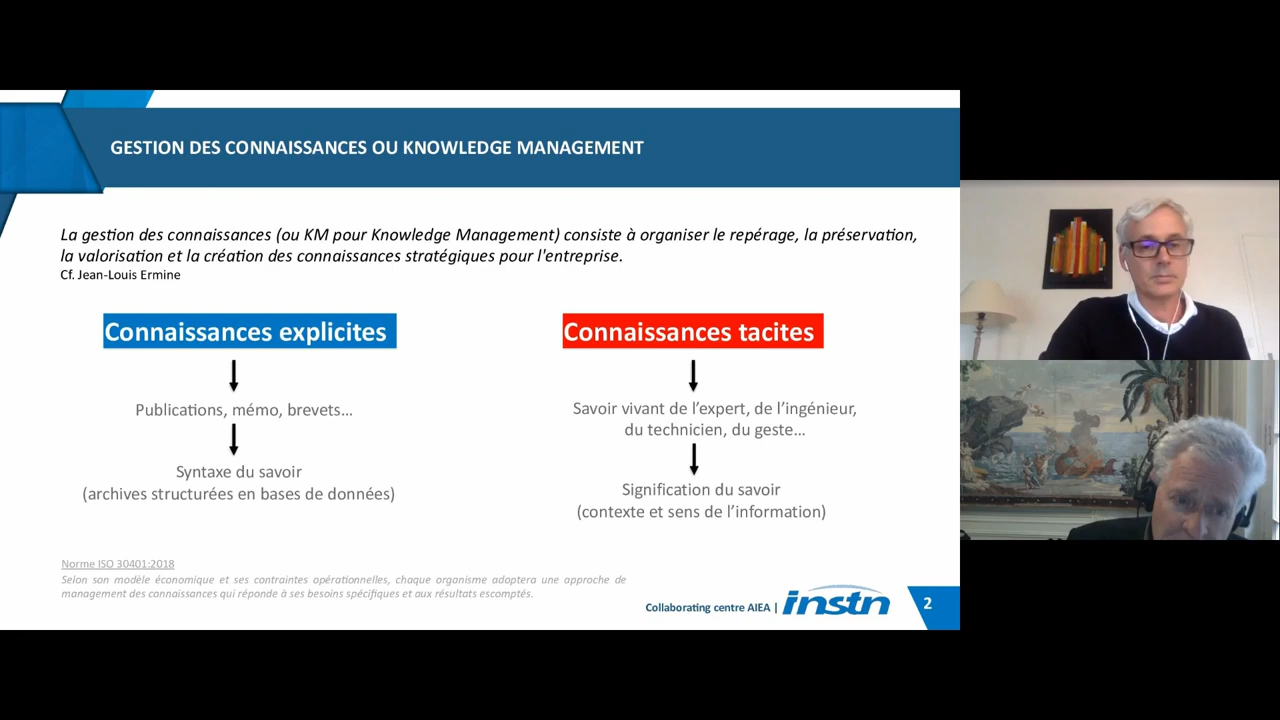 GESTION DES CONNAISSANCES OU KNOWLEDGE MANAGEMENT
La gestion des connaissances (ou KM pour Knowledge Management) consiste à organiser le repérage, la préservation,
la valorisation et la création des connaissances stratégiques pour l'entreprise.
Cf. Jean-Louis Ermine
Connaissances explicites
Publications, mémo, brevets…
Syntaxe du savoir
(archives structurées en bases de données)
Connaissances tacites
Savoir vivant de l’expert, de l’ingénieur,
du technicien, du geste…
Signification du savoir
(contexte et sens de l’information)
Norme ISO 30401:2018
Selon son modèle économique et ses contraintes opérationnelles, chaque organisme adoptera une approche de
management des connaissances qui réponde à ses besoins spécifiques et aux résultats escomptés.
Collaborating centre AIEA | instn
2